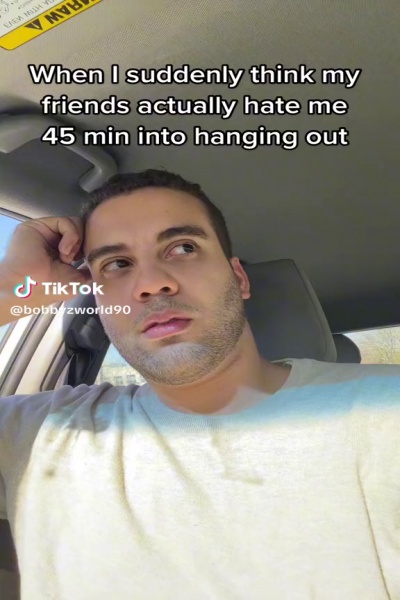 When I suddenly think my
friends actually hate me
45 min into hanging out
TikTok
@bobbyzworld90